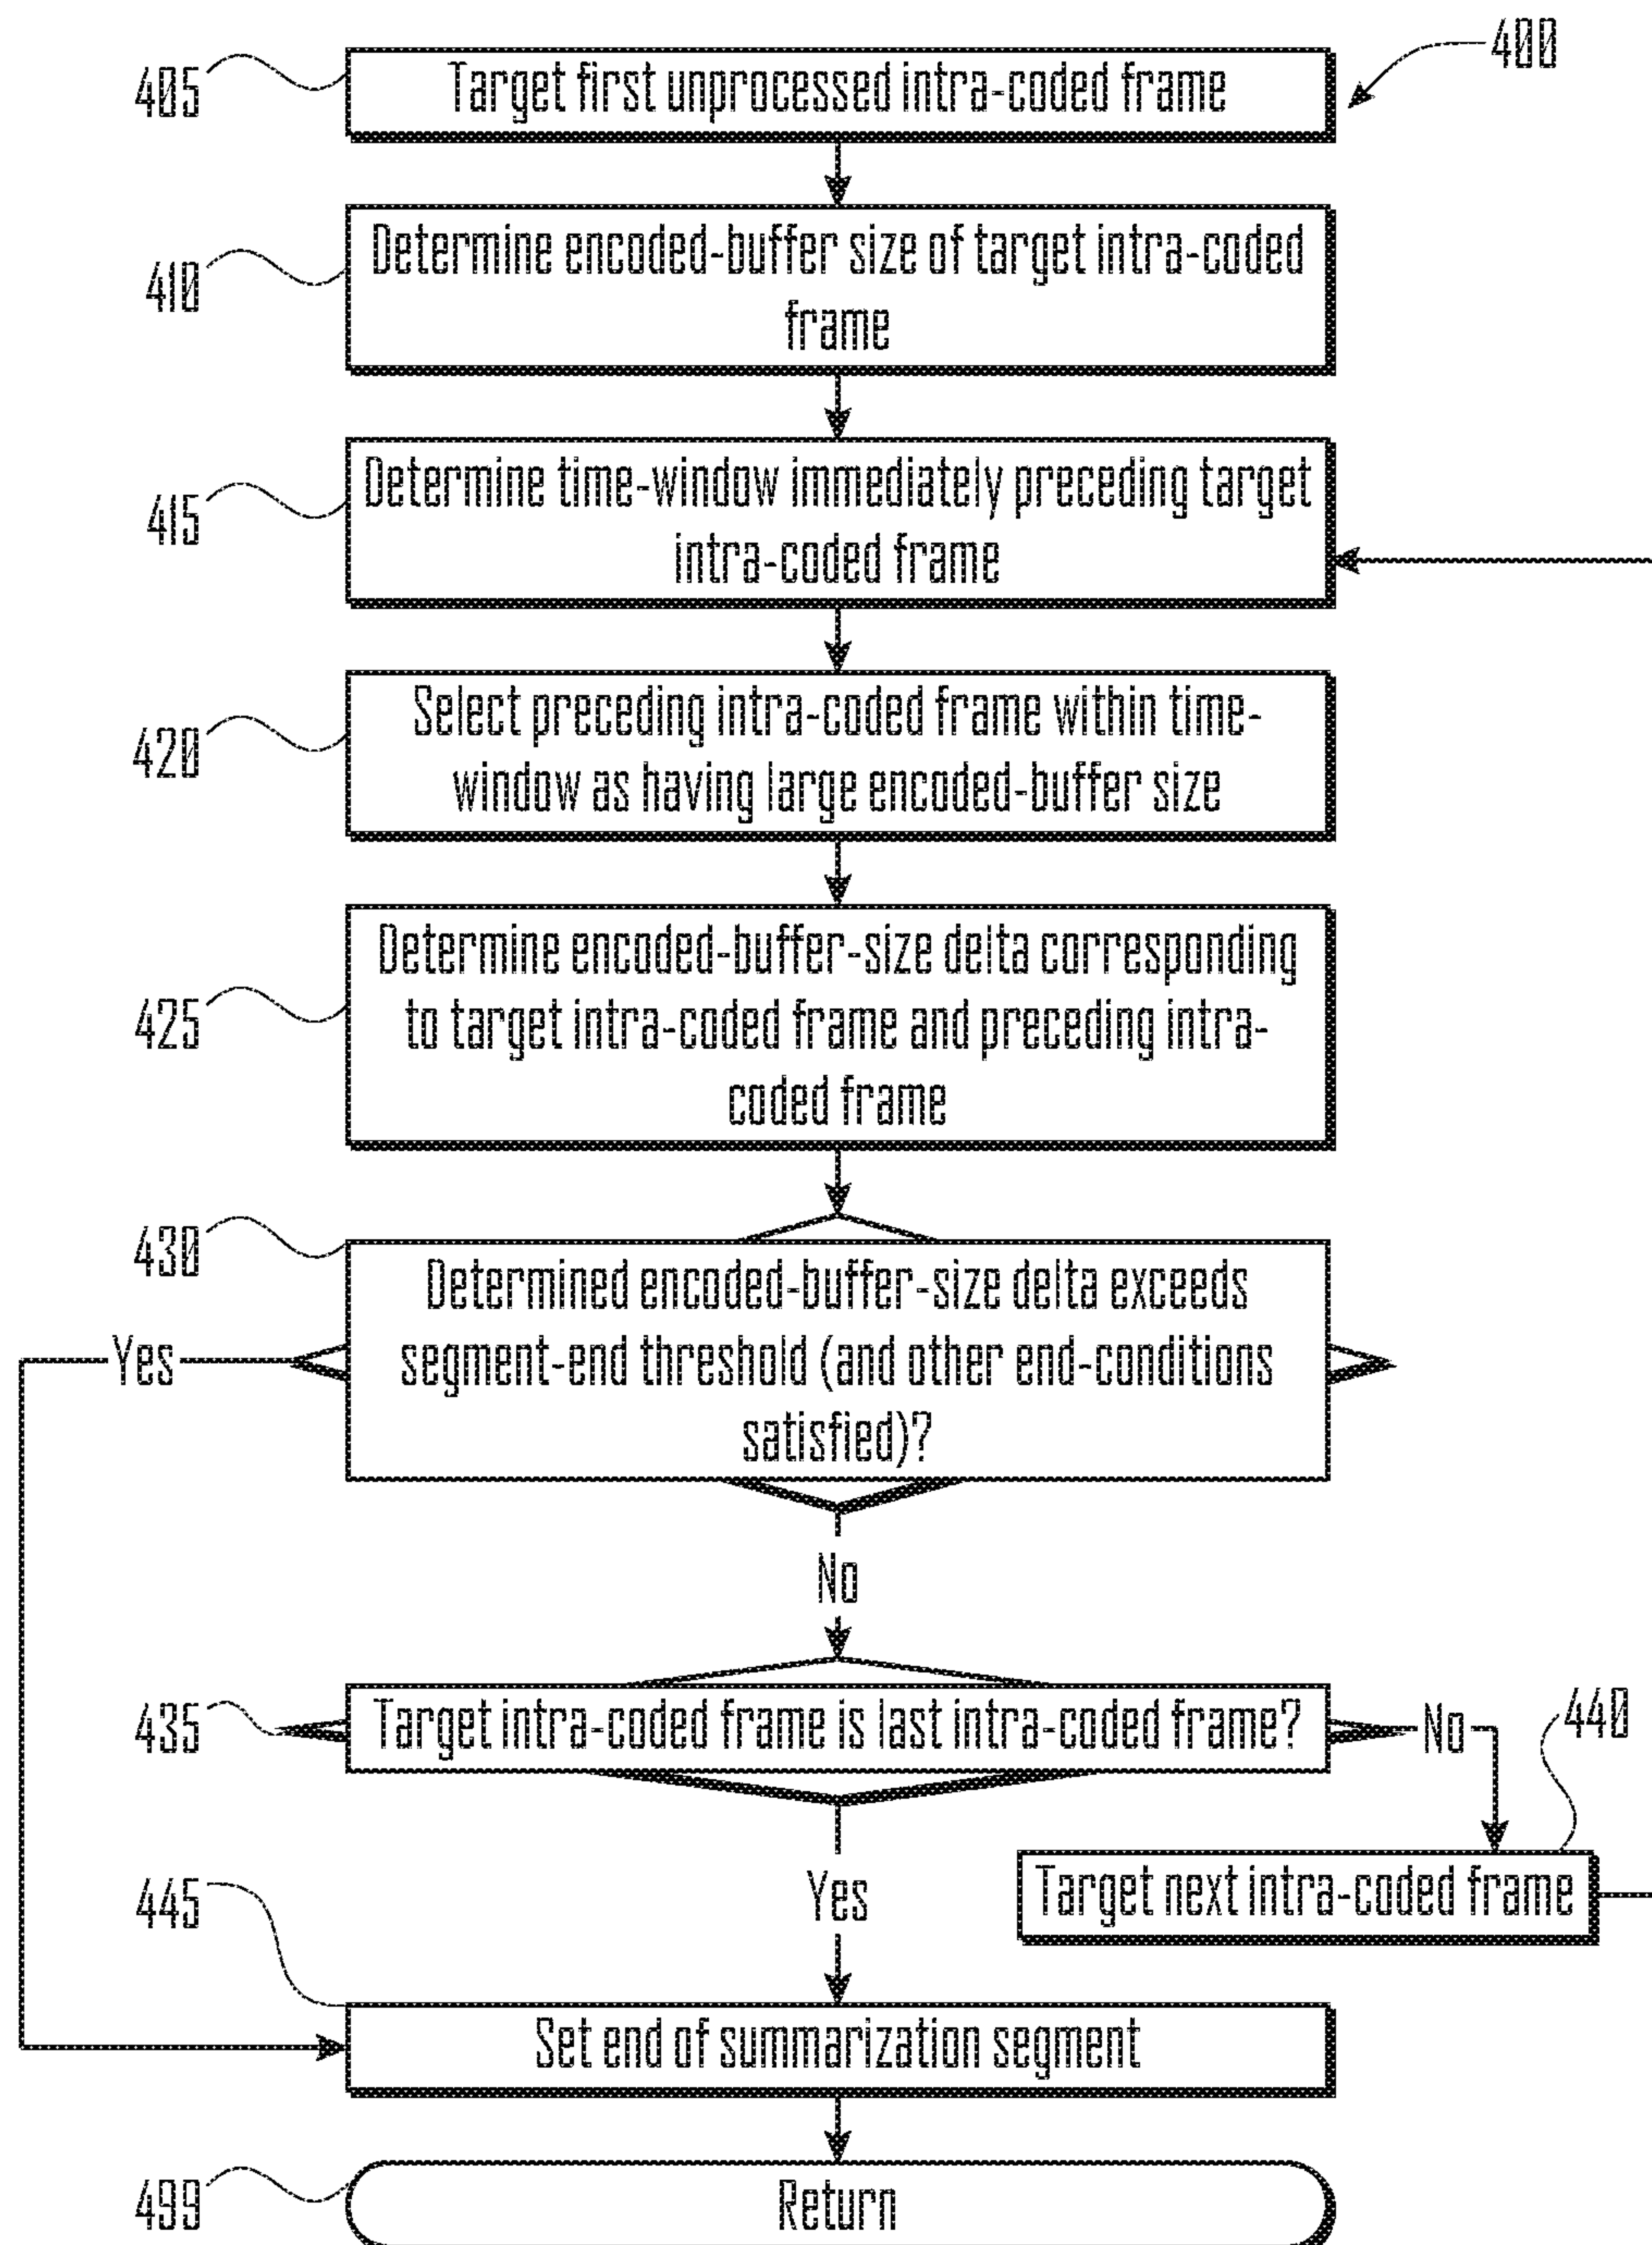 400
405
Target first unprocessed intra-coded frame
410
Determine encoded-buffer size of target intra-coded
frame
415
Determine time-window immediately preceding target
intra-coded frame
420
Select preceding intra-coded frame within time-
window as having large encoded-buffer size
425
Determine encoded-buffer-size delta corresponding
to target intra-coded frame and preceding intra-
coded frame
430
Determined encoded-buffer-size delta exceeds
segment-end threshold (and other end-conditions
satisfied)?
Yes
No
435
Target intra-coded frame is last intra-coded frame?
No
440
Target next intra-coded frame
Yes
445
Set end of summarization segment
499
Return